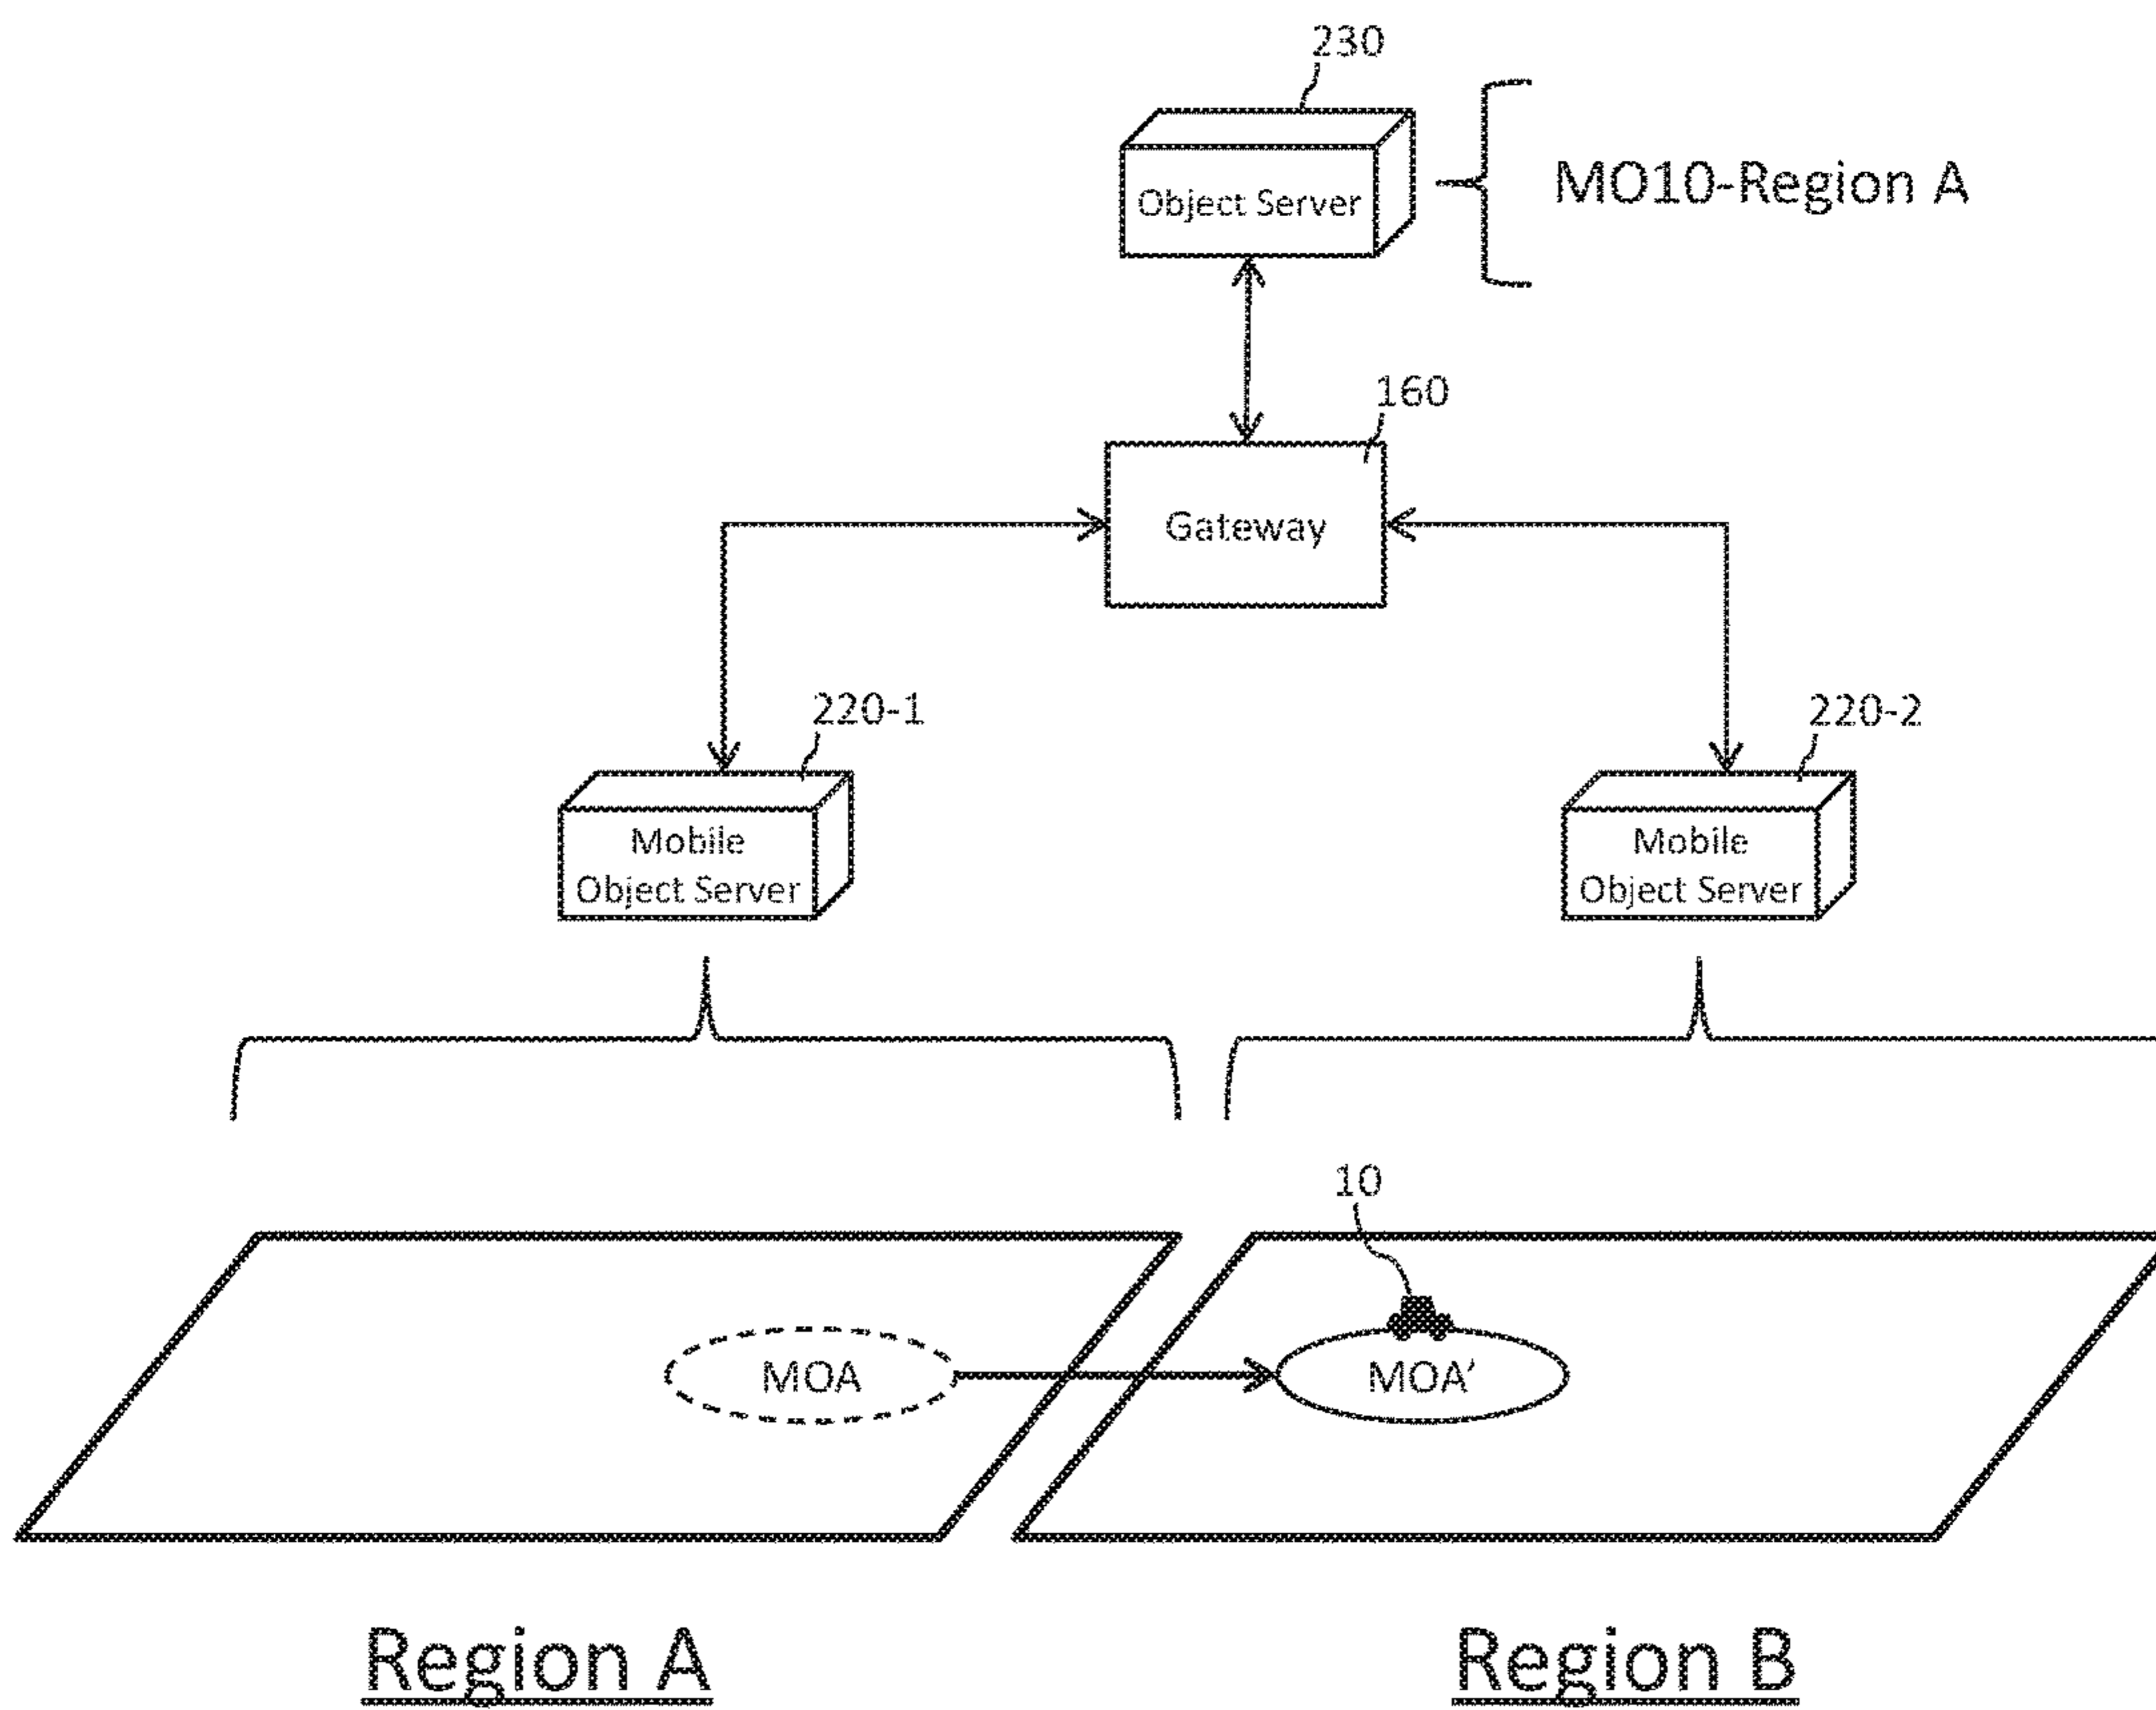 230
Object Server
MO10-Region A
160
Gateway
220-1
220-2
Mobile
Object Server
Mobile
Object Server
10
MOA
MOA’
Region A
Region B